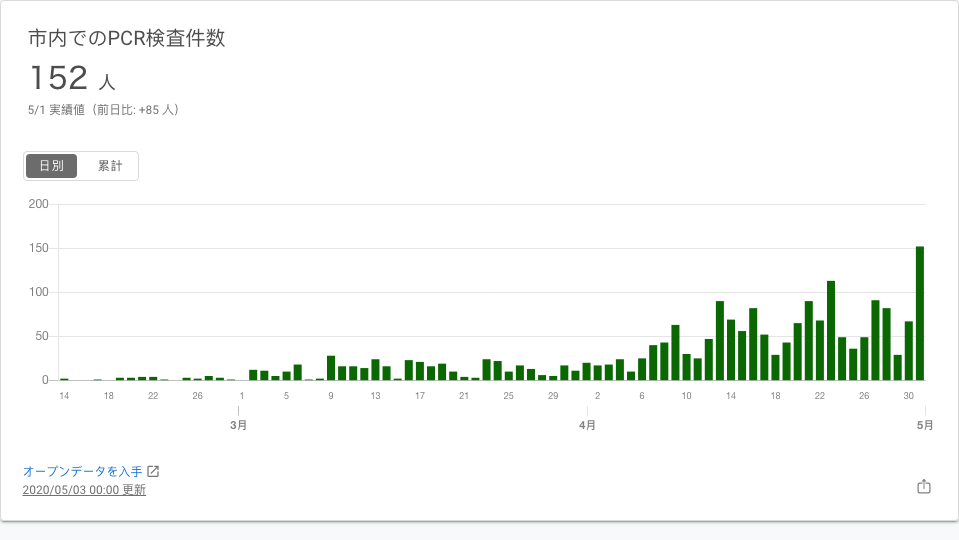 市内でのPCR検査件数
152 人
5/1 実績値（前日比: +85 人）
日別 累計
200
150
100
50
0
14 18 22 26 1 5 9 13 17 21 25 29 2 6 10 14 18 22 26 30
3月 4月 5月
オープンデータを入手
2020/05/03 00:00 更新